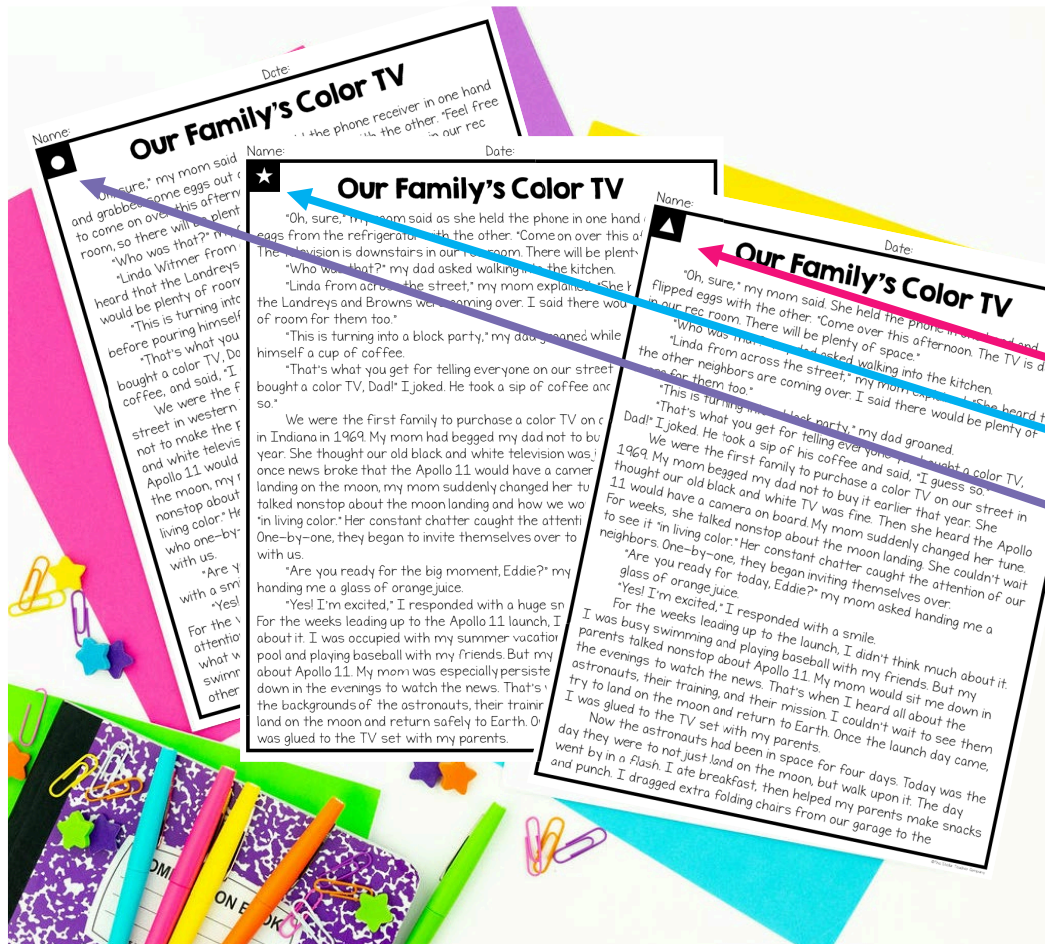 Name:
Date:
Our Family's Color TV
the phone receiver in one hand
the other. "Feel free
in our rec
sure," my mom said
and grabbed some eggs out
to come on over this aftern
room, so there will be plent
"Who was that?" my
"Linda Witmer from
heard that the Landreys
would be plenty of room
"This is turning into
before pouring himself
"That's what you
bought a color TV, Da
coffee, and said, "I
We were the f
street in western
not to make the p
and white televis
Apollo 11 would
the moon, my
nonstop about
living color." He
who one-by-
with us.
"Are y
with a smi
"Yes!
For the
attentio
what w
swimm
other
Name:
Date:
Our Family's Color TV
"Oh, sure," my mom said as she held the phone in one hand
eggs from the refrigerator with the other. "Come on over this af
The television is downstairs in our rec room. There will be plent
"Who was that?" my dad asked walking into the kitchen.
"Linda from across the street," my mom explained. "She h
the Landreys and Browns were coming over. I said there wou
of room for them too."
"This is turning into a block party," my dad groaned while
himself a cup of coffee.
"That's what you get for telling everyone on our street
bought a color TV, Dad!" I joked. He took a sip of coffee and
so."
We were the first family to purchase a color TV on o
in Indiana in 1969. My mom had begged my dad not to bu
year. She thought our old black and white television was
once news broke that the Apollo 11 would have a camer
landing on the moon, my mom suddenly changed her tu
talked nonstop about the moon landing and how we wo
"in living color." Her constant chatter caught the attenti
One-by-one, they began to invite themselves over to
with us.
"Are you ready for the big moment, Eddie?" my
handing me a glass of orange juice.
"Yes! I'm excited," I responded with a huge sm
For the weeks leading up to the Apollo 11 launch, I
about it. I was occupied with my summer vacation
pool and playing baseball with my friends. But my
about Apollo 11. My mom was especially persiste
down in the evenings to watch the news. That's
the backgrounds of the astronauts, their trainin
land on the moon and return safely to Earth. O
was glued to the TV set with my parents.
Name:
Date:
Our Family's Color TV
"Oh, sure," my mom said. She held the phone in one hand and
flipped eggs with the other. "Come over this afternoon. The TV is d
in our rec room. There will be plenty of space."
"Who was that?" my dad asked walking into the kitchen.
"Linda from across the street," my mom explained. "She heard t
the other neighbors are coming over. I said there would be plenty of
for them too."
"This is turning into a block party," my dad groaned.
"That's what you get for telling everyone you bought a color TV,
Dad!" I joked. He took a sip of his coffee and said, "I guess so."
We were the first family to purchase a color TV on our street in
1969. My mom begged my dad not to buy it earlier that year. She
thought our old black and white TV was fine. Then she heard the Apollo
11 would have a camera on board. My mom suddenly changed her tune.
For weeks, she talked nonstop about the moon landing. She couldn't wait
to see it "in living color." Her constant chatter caught the attention of our
neighbors. One-by-one, they began inviting themselves over.
"Are you ready for today, Eddie?" my mom asked handing me a
glass of orange juice.
"Yes! I'm excited," I responded with a smile.
For the weeks leading up to the launch, I didn't think much about it.
I was busy swimming and playing baseball with my friends. But my
parents talked nonstop about Apollo 11. My mom would sit me down in
the evenings to watch the news. That's when I heard all about the
astronauts, their training, and their mission. I couldn't wait to see them
try to land on the moon and return to Earth. Once the launch day came,
I was glued to the TV set with my parents.
Now the astronauts had been in space for four days. Today was the
day they were to not just land on the moon, but walk upon it. The day
went by in a flash. I ate breakfast, then helped my parents make snacks
and punch. I dragged extra folding chairs from our garage to the